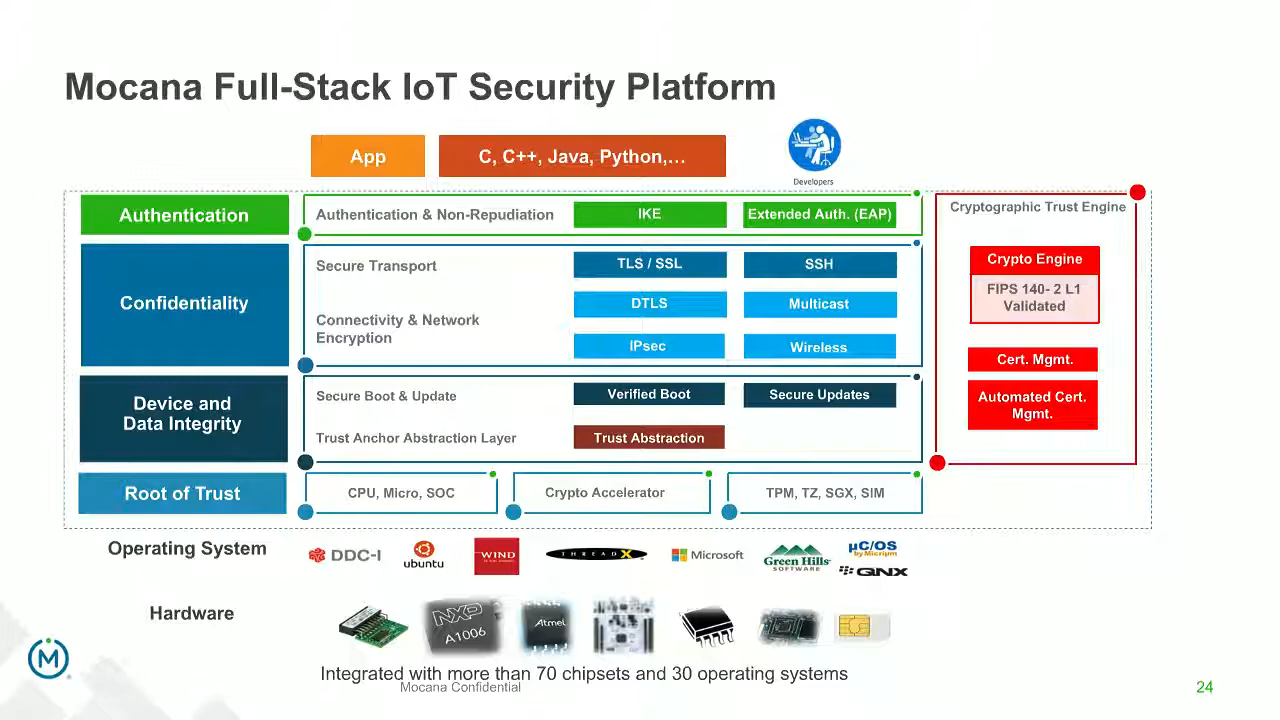 Mocana Full-Stack IoT Security Platform
App
C, C++, Java, Python,...
Developers
Authentication
Authentication & Non-Repudiation
IKE
Extended Auth. (EAP)
Cryptographic Trust Engine
Confidentiality
Secure Transport
TLS / SSL
SSH
Connectivity & Network
Encryption
DTLS
Multicast
IPsec
Wireless
Crypto Engine
FIPS 140- 2 L1
Validated
Cert. Mgmt.
Automated Cert.
Mgmt.
Device and
Data Integrity
Secure Boot & Update
Verified Boot
Secure Updates
Trust Anchor Abstraction Layer
Trust Abstraction
Root of Trust
CPU, Micro, SOC
Crypto Accelerator
TPM, TZ, SGX, SIM
Operating System
DDC-I
ubuntu
WIND
THREADX
Microsoft
Green Hills
SOFTWARE
µC/OS
by Micriµm
QNX
Hardware
NXP
A1006
Atmel
Integrated with more than 70 chipsets and 30 operating systems
Mocana Confidential
M
24